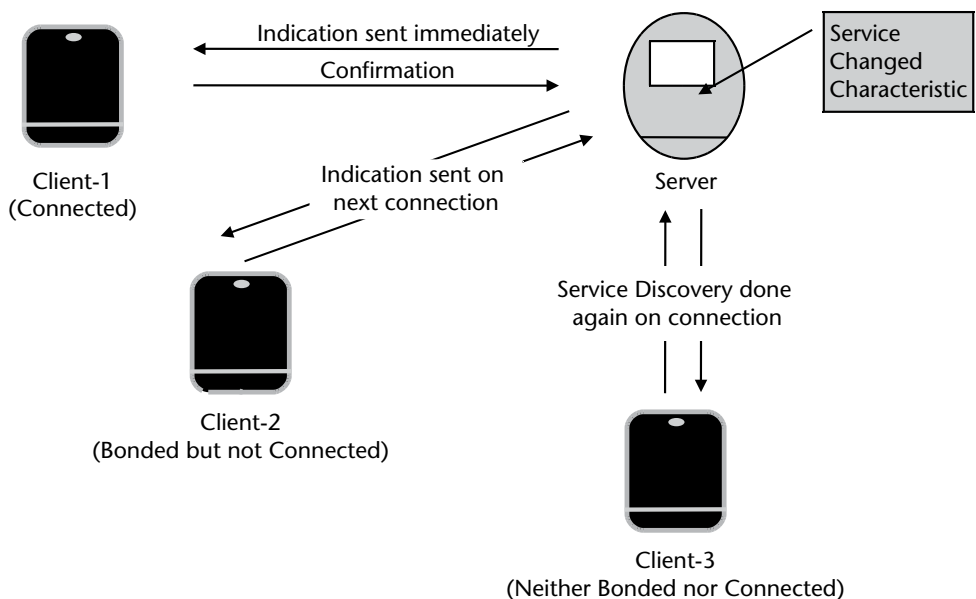 Indication sent immediately
Confirmation
Service
Changed
Characteristic
Client-1
(Connected)
Indication sent on
next connection
Server
Service Discovery done
again on connection
Client-2
(Bonded but not Connected)
Client-3
(Neither Bonded nor Connected)